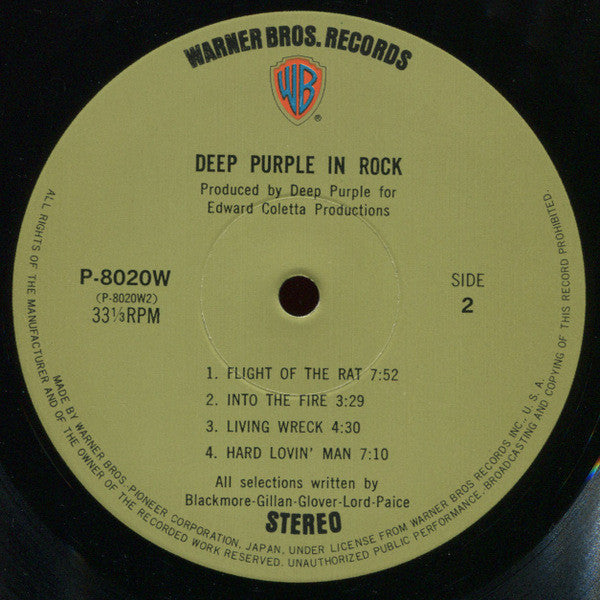 WARNER BROS. RECORDS
WB
®
DEEP PURPLE IN ROCK
Produced by Deep Purple for
Edward Coletta Productions
P-8020W
(P-8020W2)
33⅓RPM
SIDE
2
1. FLIGHT OF THE RAT 7:52
2. INTO THE FIRE 3:29
3. LIVING WRECK 4:30
4. HARD LOVIN' MAN 7:10
All selections written by
Blackmore-Gillan-Glover-Lord-Paice
STEREO
MADE BY WARNER BROS. PIONEER CORPORATION, JAPAN, UNDER LICENSE FROM WARNER BROS RECORDS INC., U.S.A.
ALL RIGHTS OF THE MANUFACTURER AND OF THE OWNER OF THE RECORDED WORK RESERVED. UNAUTHORIZED PUBLIC PERFORMANCE, BROADCASTING AND COPYING OF THIS RECORD PROHIBITED.